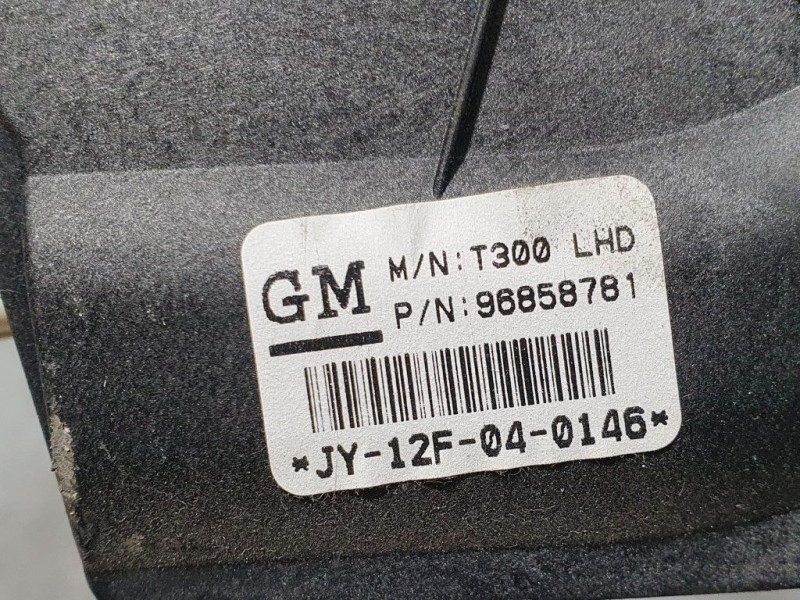 GM
M/N:T300 LHD
P/N:96858781
*JY-12F-04-0146*